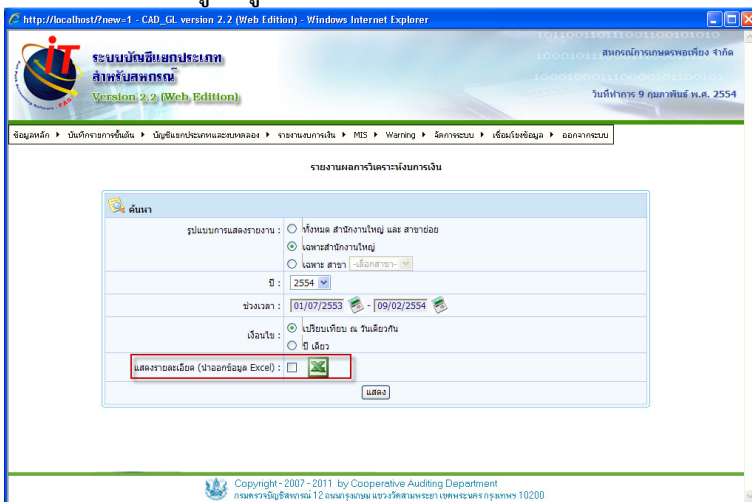 http://localhost/?new=1 - CAD_GL version 2.2 (Web Edition) - Windows Internet Explorer
iT
ระบบบัญชีแยกประเภท
สำหรับสหกรณ์
Version 2.2 (Web Edition)
สหกรณ์การเกษตรพอเพียง จำกัด
วันที่ทำการ 9 กุมภาพันธ์ พ.ศ. 2554
ข้อมูลหลัก บันทึกรายการขั้นต้น บัญชีแยกประเภทและงบทดลอง รายงานงบการเงิน MIS Warning จัดการระบบ เชื่อมโยงข้อมูล ออกจากระบบ
รายงานผลการวิเคราะห์งบการเงิน
ค้นหา
รูปแบบการแสดงรายงาน : ทั้งหมด สำนักงานใหญ่ และ สาขาย่อย
เฉพาะสำนักงานใหญ่
เฉพาะ สาขา -เลือกสาขา-
ปี : 2554
ช่วงเวลา : 01/07/2553 - 09/02/2554
เงื่อนไข : เปรียบเทียบ ณ วันเดียวกัน
ปี เดียว
แสดงรายละเอียด (นำออกข้อมูล Excel) :
แสดง
Copyright - 2007 - 2011 by Cooperative Auditing Department
กรมตรวจบัญชีสหกรณ์ 12 ถนนกรุงเกษม แขวงวัดสามพระยา เขตพระนคร กรุงเทพฯ 10200